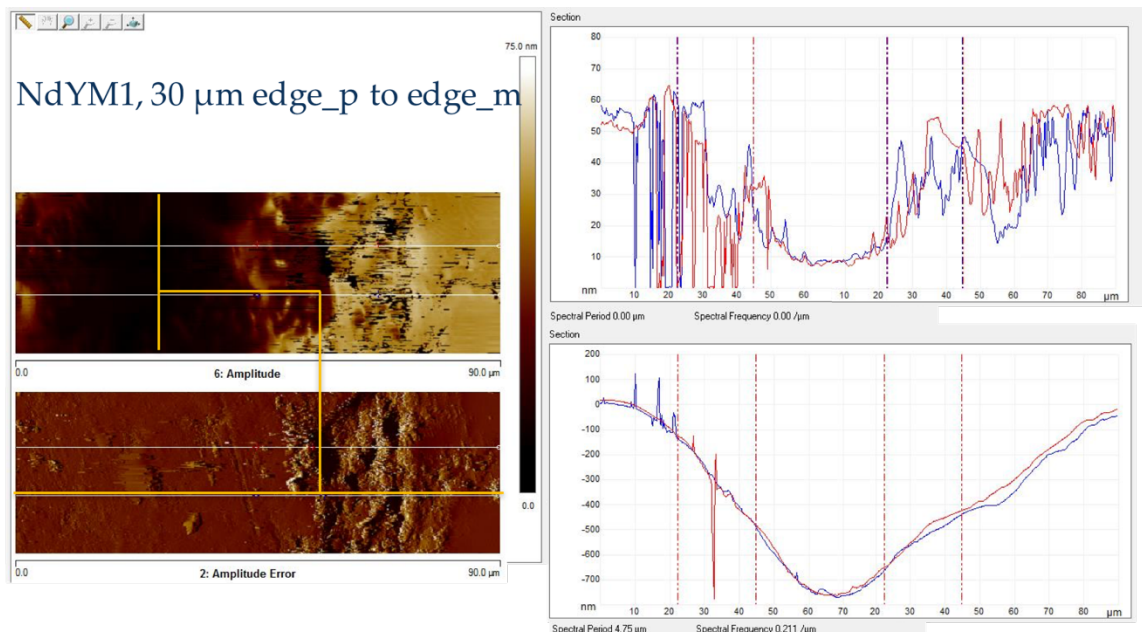 NdYM1, 30 µm edge_p to edge_m
75.0 nm
0.0
0.0 6: Amplitude 90.0 µm
0.0 2: Amplitude Error 90.0 µm
Section
80
70
60
50
40
30
20
10
nm 10 20 30 40 50 60 10 20 30 40 50 60 70 80 µm
Spectral Period 0.00 µm Spectral Frequency 0.00 /µm
Section
200
100
-100
-200
-300
-400
-500
-600
-700
nm 10 20 30 40 50 60 70 20 30 40 50 60 70 80 µm
Spectral Period 4.75 µm Spectral Frequency 0.211 /µm